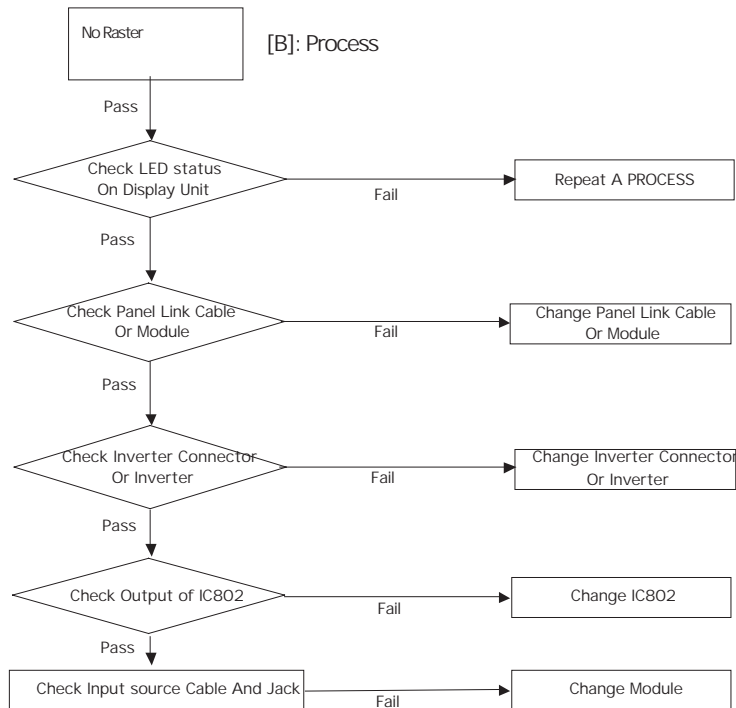 No Raster
[B]: Process
Pass
Check LED status
On Display Unit
Fail
Repeat A PROCESS
Pass
Check Panel Link Cable
Or Module
Fail
Change Panel Link Cable
Or Module
Pass
Check Inverter Connector
Or Inverter
Fail
Change Inverter Connector
Or Inverter
Pass
Check Output of IC802
Fail
Change IC802
Pass
Check Input source Cable And Jack
Fail
Change Module